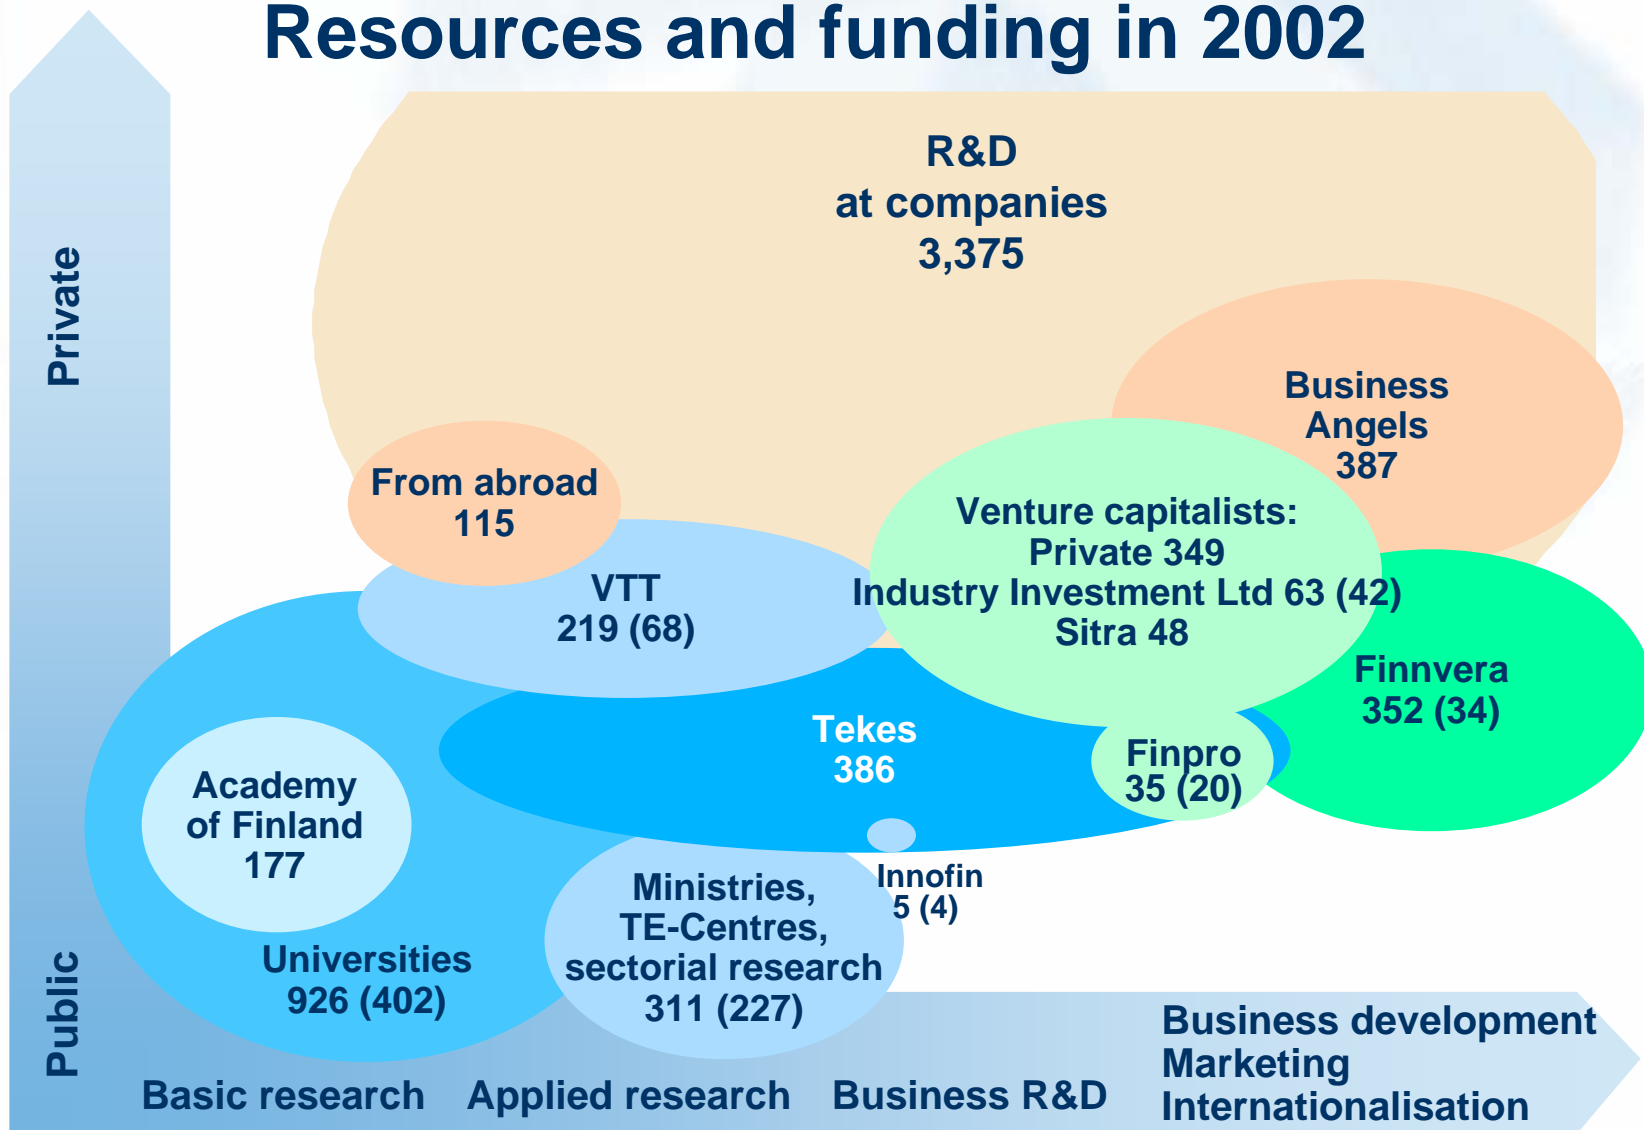 Resources and funding in 2002
Private
R&D
at companies
3,375
Business
Angels
387
From abroad
115
Venture capitalists:
Private 349
Industry Investment Ltd 63 (42)
Sitra 48
VTT
219 (68)
Finnvera
352 (34)
Tekes
386
Finpro
35 (20)
Academy
of Finland
177
Innofin
5 (4)
Ministries,
TE-Centres,
sectorial research
311 (227)
Universities
926 (402)
Public
Basic research
Applied research
Business R&D
Business development
Marketing
Internationalisation